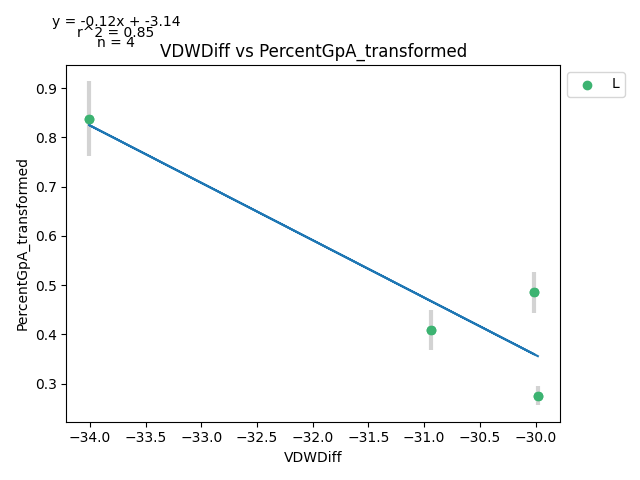 y = -0.12x + -3.14
r^2 = 0.85
n = 4
VDWDiff vs PercentGpA_transformed
L
PercentGpA_transformed
0.9
0.8
0.7
0.6
0.5
0.4
0.3
−34.0 −33.5 −33.0 −32.5 −32.0 −31.5 −31.0 −30.5 −30.0
VDWDiff